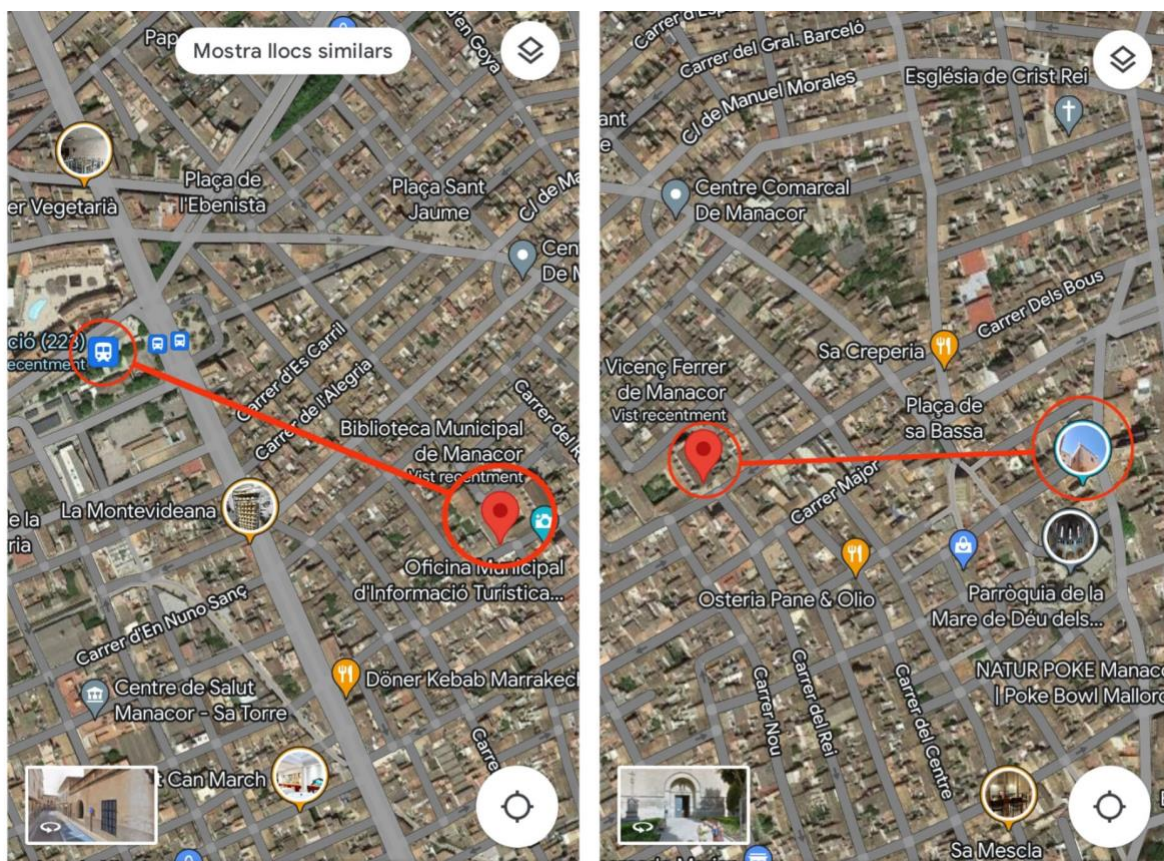 Mostra llocs similars
Pap
en Goya
er Vegetarià
Plaça de
l'Ebenista
Plaça Sant
Jaume
C/ de Ma
Cen
De M
ció (223)
ecentment
Carrer d'Es Carril
Carrer de l'Alegria
Carrer del R
Biblioteca Municipal
de Manacor
Vist recentment
La Montevideana
e la
ria
Oficina Municipal
d'Informació Turística...
Carrer d'En Nuno Sanç
Centre de Salut
Manacor - Sa Torre
Döner Kebab Marrakech
Carre
t Can March
Carrer d'Es
Carrer del Gral. Barceló
C/ de Manuel Morales
Església de Crist Rei
ant
e
Centre Comarcal
De Manacor
Carrer Dels Bous
Sa Creperia
Vicenç Ferrer
de Manacor
Vist recentment
Plaça de
sa Bassa
Carrer Major
Osteria Pane & Olio
Parròquia de la
Mare de Déu dels...
NATUR POKE Manaco
| Poke Bowl Mallorc
Carrer Nou
Carrer del Rei
Carrer del Centre
Sa Mescla